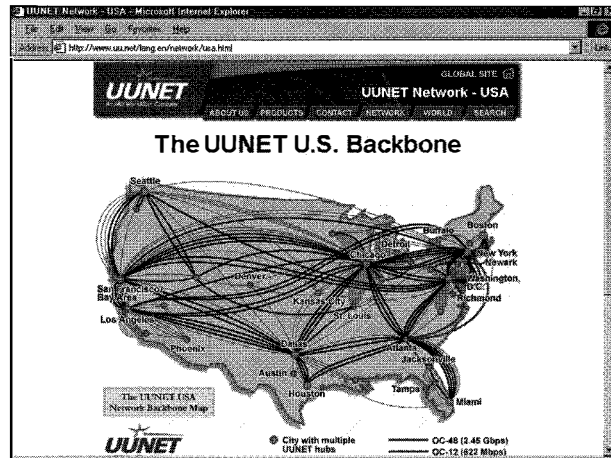 UUNET Network - USA - Microsoft Internet Explorer
File Edit View Go Favorites Help
Address http://www.uu.net/lang.en/network/usa.html
GLOBAL SITE
UUNET
UUNET Network - USA
ABOUT US PRODUCTS CONTACT NETWORK WORLD SEARCH
The UUNET U.S. Backbone
Seattle
Buffalo
Boston
Detroit
Chicago
New York
Newark
Denver
Washington, D.C.
San Francisco Bay Area
Kansas City
Richmond
St. Louis
Los Angeles
Phoenix
Dallas
Atlanta
Jacksonville
Austin
Tampa
Houston
Miami
The UUNET USA
Network Backbone Map
UUNET
City with multiple
UUNET hubs
OC-48 (2.45 Gbps)
OC-12 (622 Mbps)